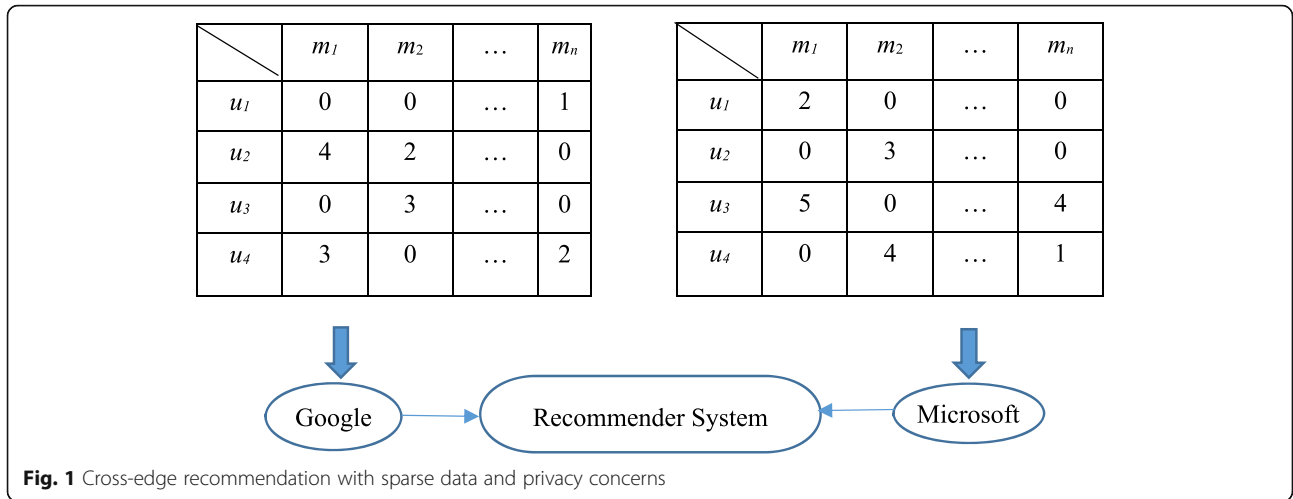 m1 m2 … mn
u1 0 0 … 1
u2 4 2 … 0
u3 0 3 … 0
u4 3 0 … 2
m1 m2 … mn
u1 2 0 … 0
u2 0 3 … 0
u3 5 0 … 4
u4 0 4 … 1
Google
Recommender System
Microsoft
Fig. 1 Cross-edge recommendation with sparse data and privacy concerns